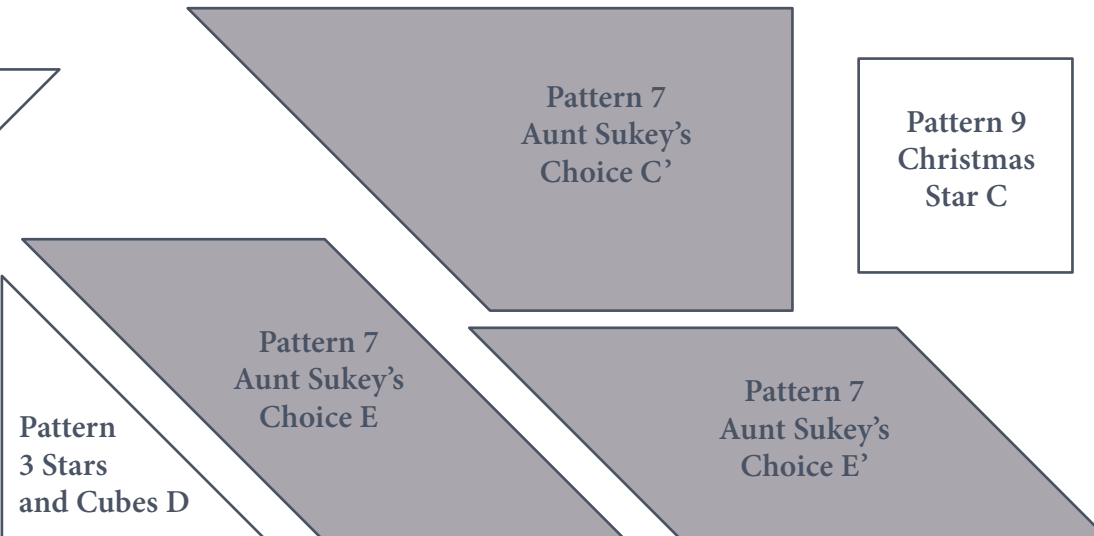 Pattern 7
Aunt Sukey’s
Choice C’
Pattern 9
Christmas
Star C
Pattern 7
Aunt Sukey’s
Choice E
Pattern 7
Aunt Sukey’s
Choice E’
Pattern
3 Stars
and Cubes D